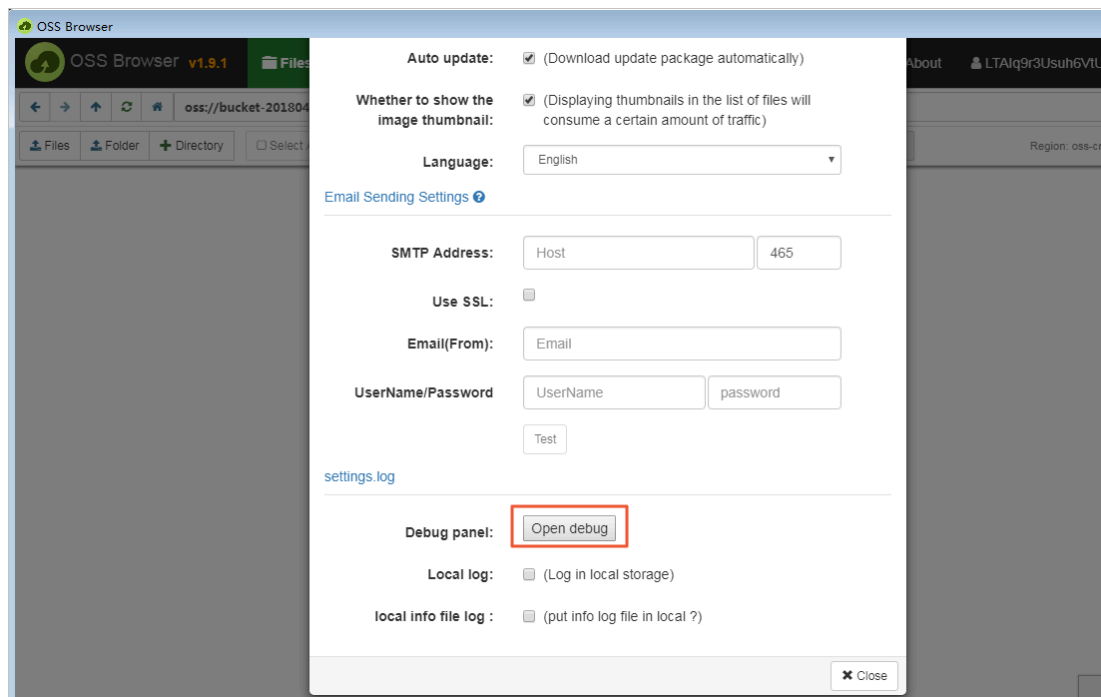 OSS Browser
OSS Browser v1.9.1 Files About LTAIq9r3Usuh6VtU
oss://bucket-201804
Files Folder Directory Select Region: oss-cn
Auto update: (Download update package automatically)
Whether to show the image thumbnail: (Displaying thumbnails in the list of files will
consume a certain amount of traffic)
Language: English
Email Sending Settings
SMTP Address: Host 465
Use SSL:
Email(From): Email
UserName/Password UserName password
Test
settings.log
Debug panel: Open debug
Local log: (Log in local storage)
local info file log : (put info log file in local ?)
Close